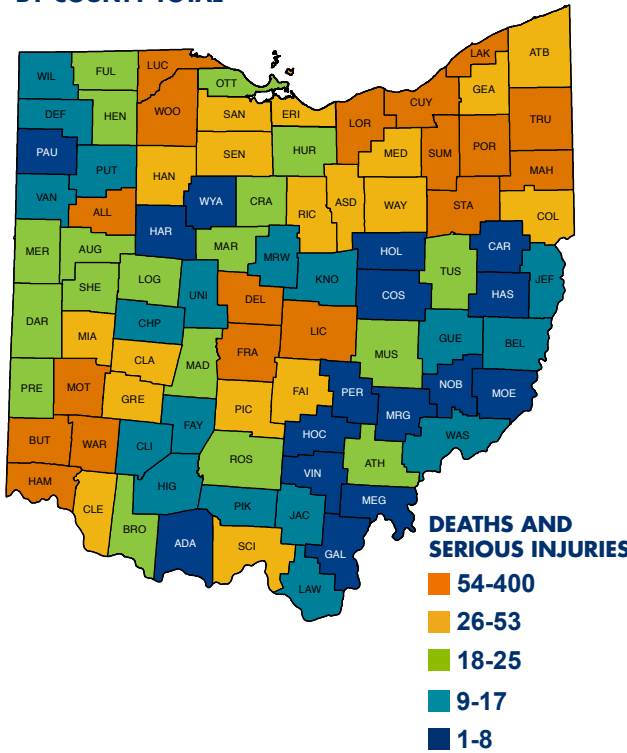 BY COUNTY TOTAL
WIL FUL LUC OTT LAK ATB
DEF HEN WOO SAN ERI LOR CUY GEA
PAU PUT HAN SEN HUR MED SUM POR TRU
VAN ALL HAR WYA CRA RIC ASD WAY STA MAH
COL
MER AUG MAR MRW HOL CAR
SHE LOG UNI KNO COS TUS HAS JEF
DAR CHP DEL LIC GUE BEL
MIA CLA MAD FRA MUS
PRE MOT GRE PIC FAI PER MRG NOB MOE
BUT WAR CLI FAY HOC WAS
HAM HIG ROS VIN ATH
CLE BRO PIK JAC MEG
ADA SCI GAL
LAW
DEATHS AND
SERIOUS INJURIES
54-400
26-53
18-25
9-17
1-8